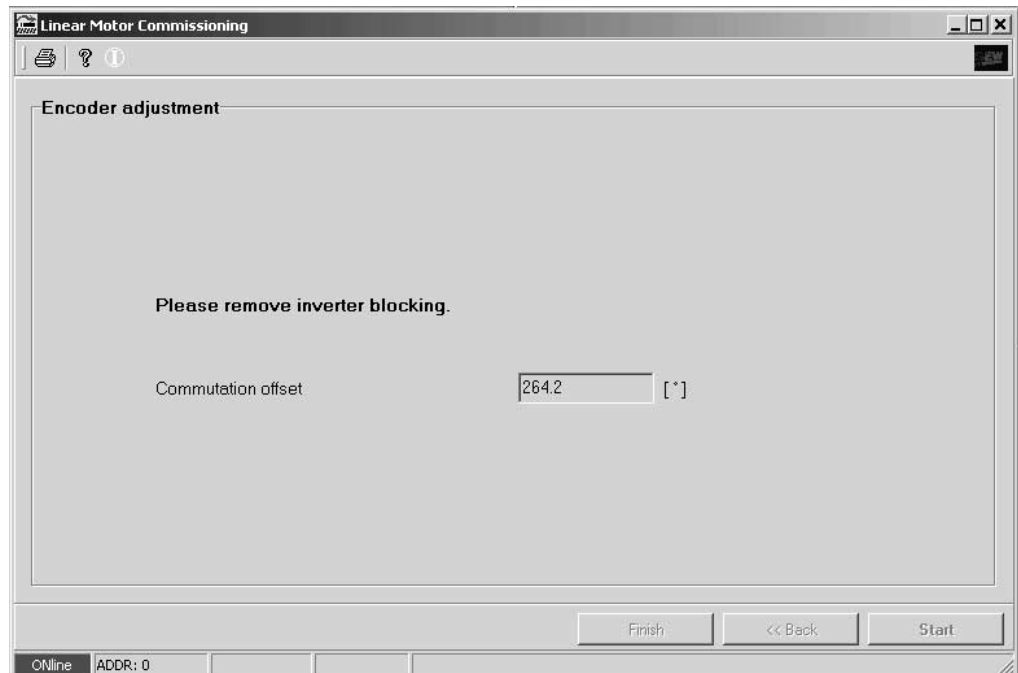 Linear Motor Commissioning
Encoder adjustment
Please remove inverter blocking.
Commutation offset 264.2 [°]
Finish << Back Start
ONline ADDR: 0